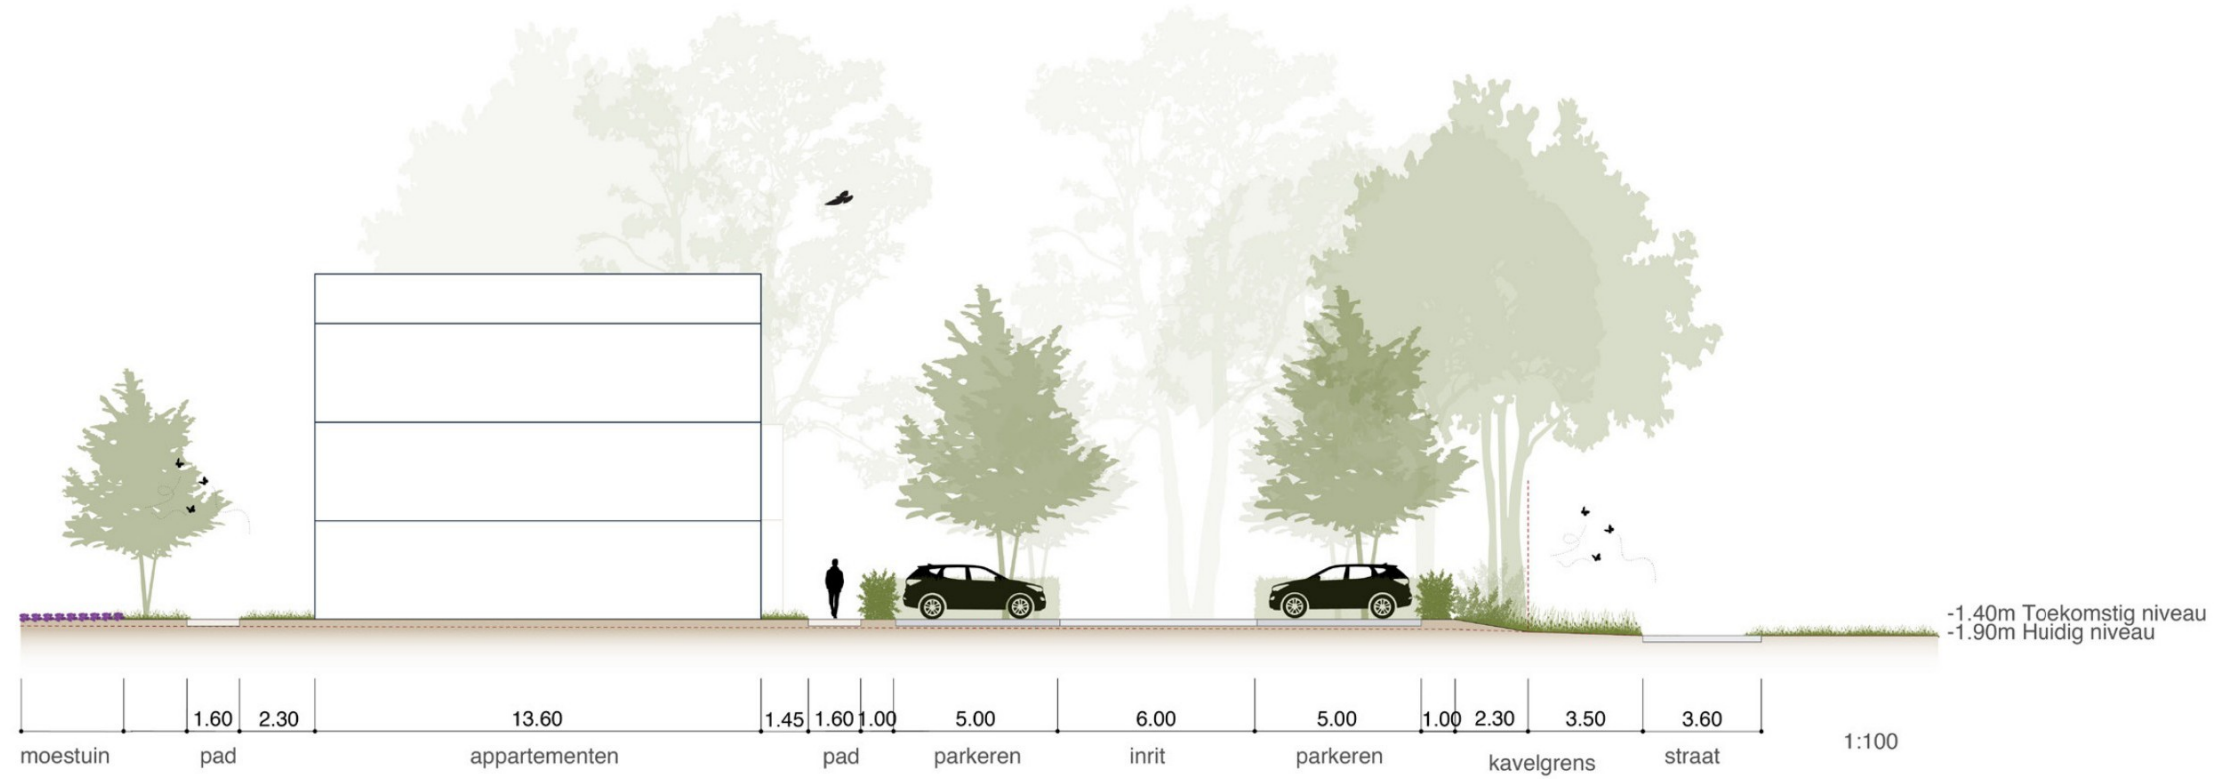 -1.40m Toekomstig niveau
-1.90m Huidig niveau
1.60 2.30 13.60 1.45 1.60 1.00 5.00 6.00 5.00 1.00 2.30 3.50 3.60
moestuin pad appartementen pad parkeren inrit parkeren kavelgrens straat
1:100